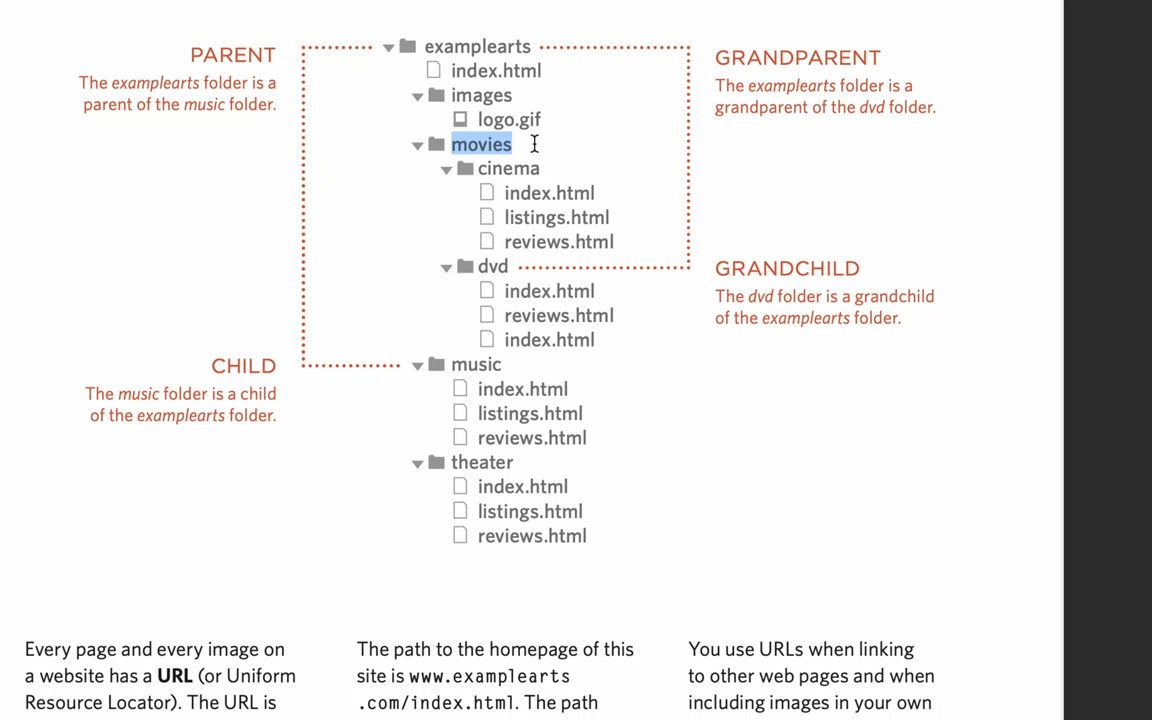 PARENT
The examplearts folder is a
parent of the music folder.
examplearts
index.html
images
logo.gif
movies
cinema
index.html
listings.html
reviews.html
dvd
index.html
reviews.html
index.html
music
index.html
listings.html
reviews.html
theater
index.html
listings.html
reviews.html
GRANDPARENT
The examplearts folder is a
grandparent of the dvd folder.
GRANDCHILD
The dvd folder is a grandchild
of the examplearts folder.
CHILD
The music folder is a child
of the examplearts folder.
Every page and every image on
a website has a URL (or Uniform
Resource Locator). The URL is
The path to the homepage of this
site is www.examplearts
.com/index.html. The path
You use URLs when linking
to other web pages and when
including images in your own